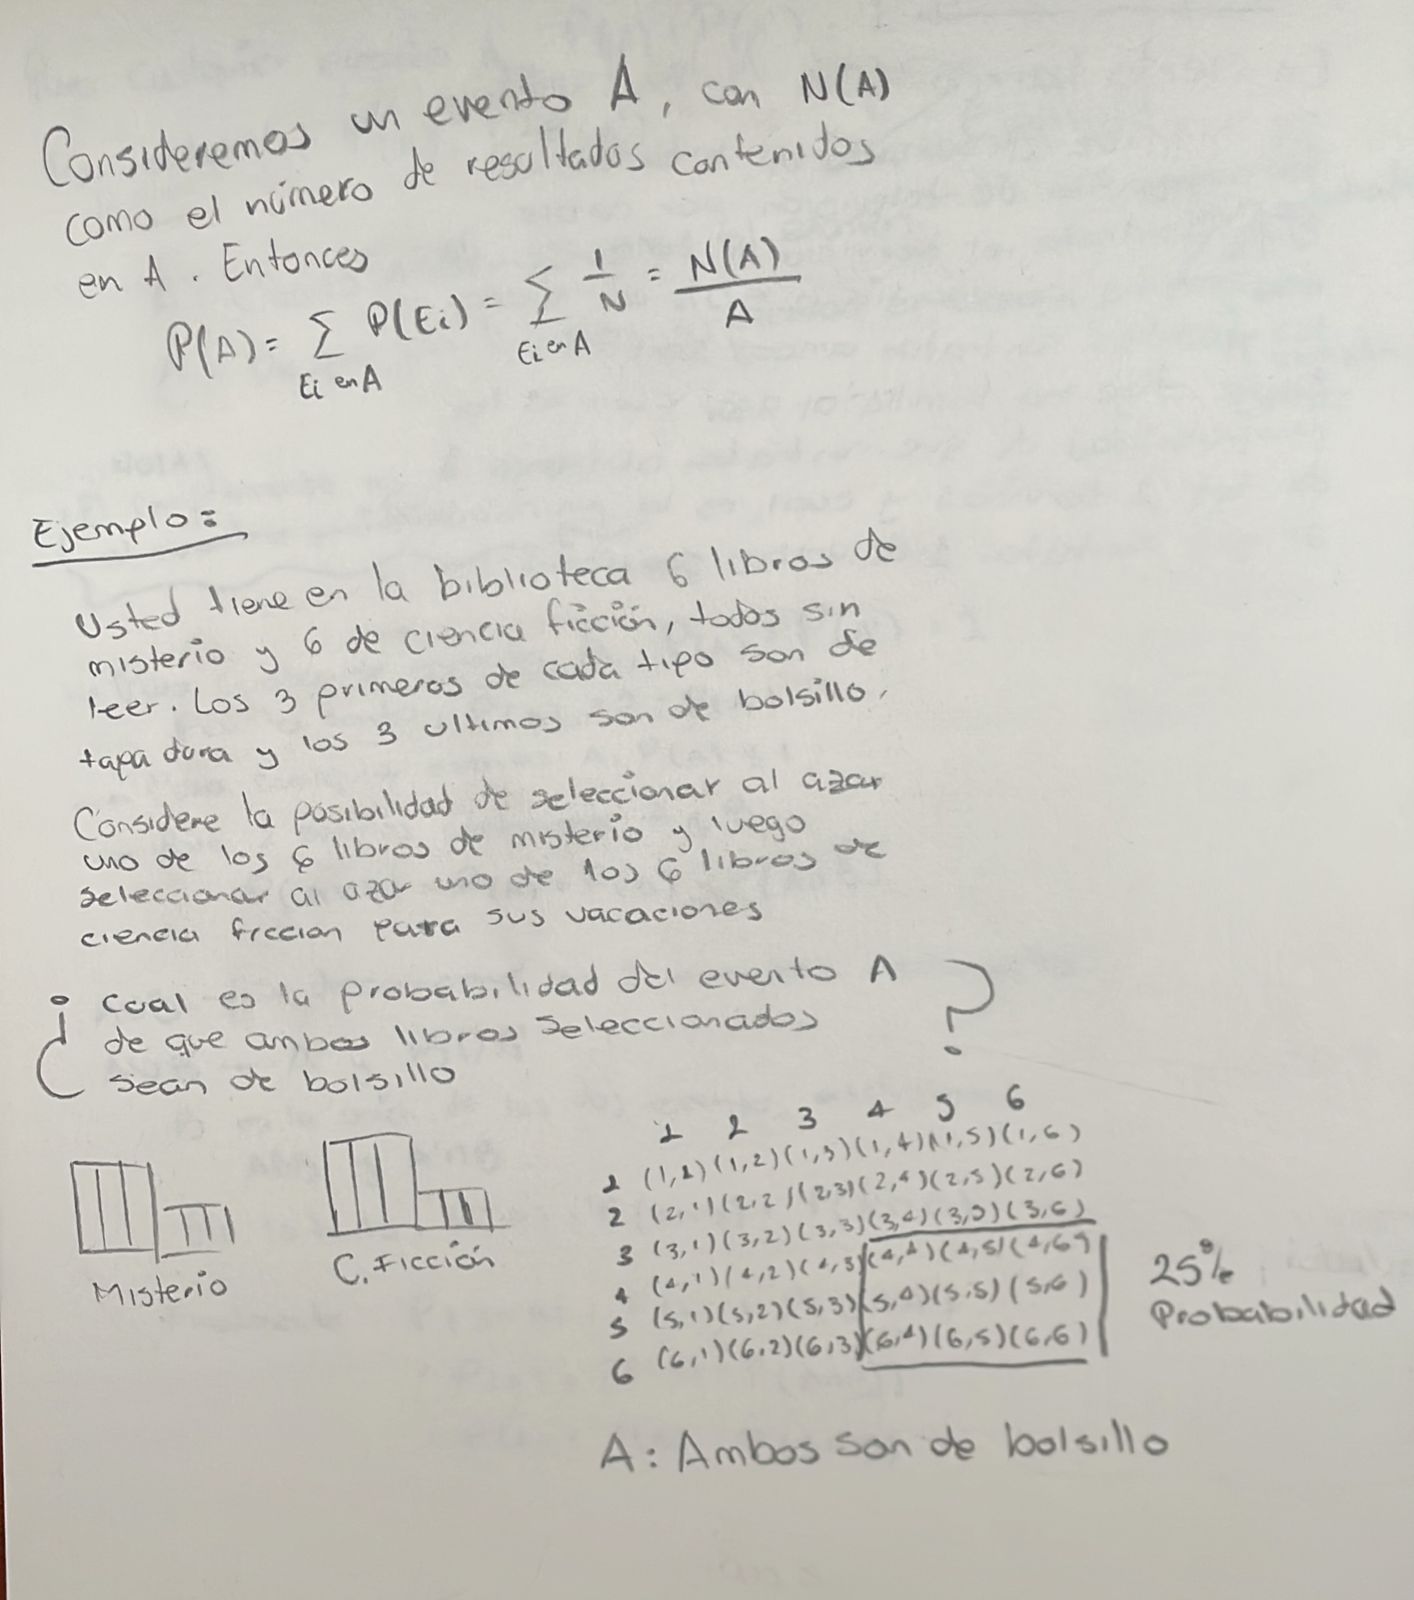 Consideremos un evento A, con N(A)
como el número de resultados contenidos
en A. Entonces
P(A) = ∑ P(Ei) = ∑ 1/N = N(A)/A
Ei en A Ei en A
Ejemplo:
Usted tiene en la biblioteca 6 libros de
misterio y 6 de ciencia ficción, todos sin
leer. Los 3 primeros de cada tipo son de
tapa dura y los 3 ultimos son de bolsillo.
Considere la posibilidad de seleccionar al azar
uno de los 6 libros de misterio y luego
seleccionar al azar uno de los 6 libros de
ciencia ficcion para sus vacaciones
¿cual es la probabilidad del evento A
de que ambos libros seleccionados
sean de bolsillo?
Misterio
C. Ficción
1 2 3 4 5 6
1 (1,1)(1,2)(1,3)(1,4)(1,5)(1,6)
2 (2,1)(2,2)(2,3)(2,4)(2,5)(2,6)
3 (3,1)(3,2)(3,3)(3,4)(3,5)(3,6)
4 (4,1)(4,2)(4,3)(4,4)(4,5)(4,6)
5 (5,1)(5,2)(5,3)(5,4)(5,5)(5,6)
6 (6,1)(6,2)(6,3)(6,4)(6,5)(6,6)
25%
Probabilidad
A: Ambos son de bolsillo